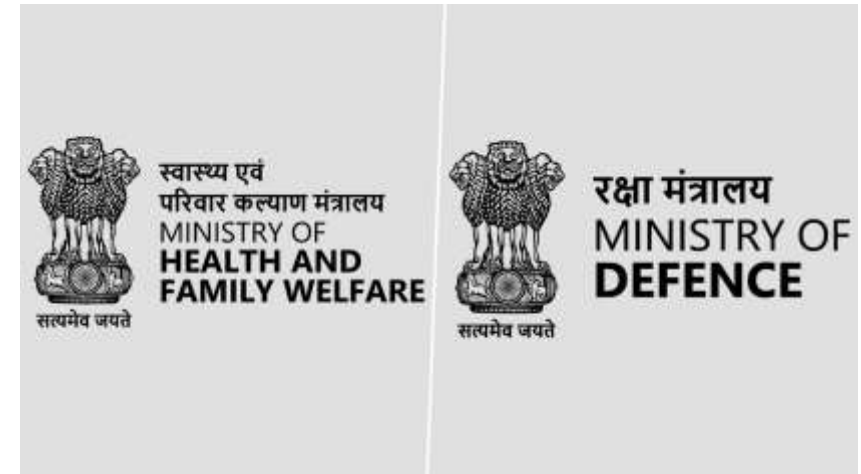 स्वास्थ्य एवं
परिवार कल्याण मंत्रालय
MINISTRY OF
HEALTH AND
FAMILY WELFARE
सत्यमेव जयते
रक्षा मंत्रालय
MINISTRY OF
DEFENCE
सत्यमेव जयते